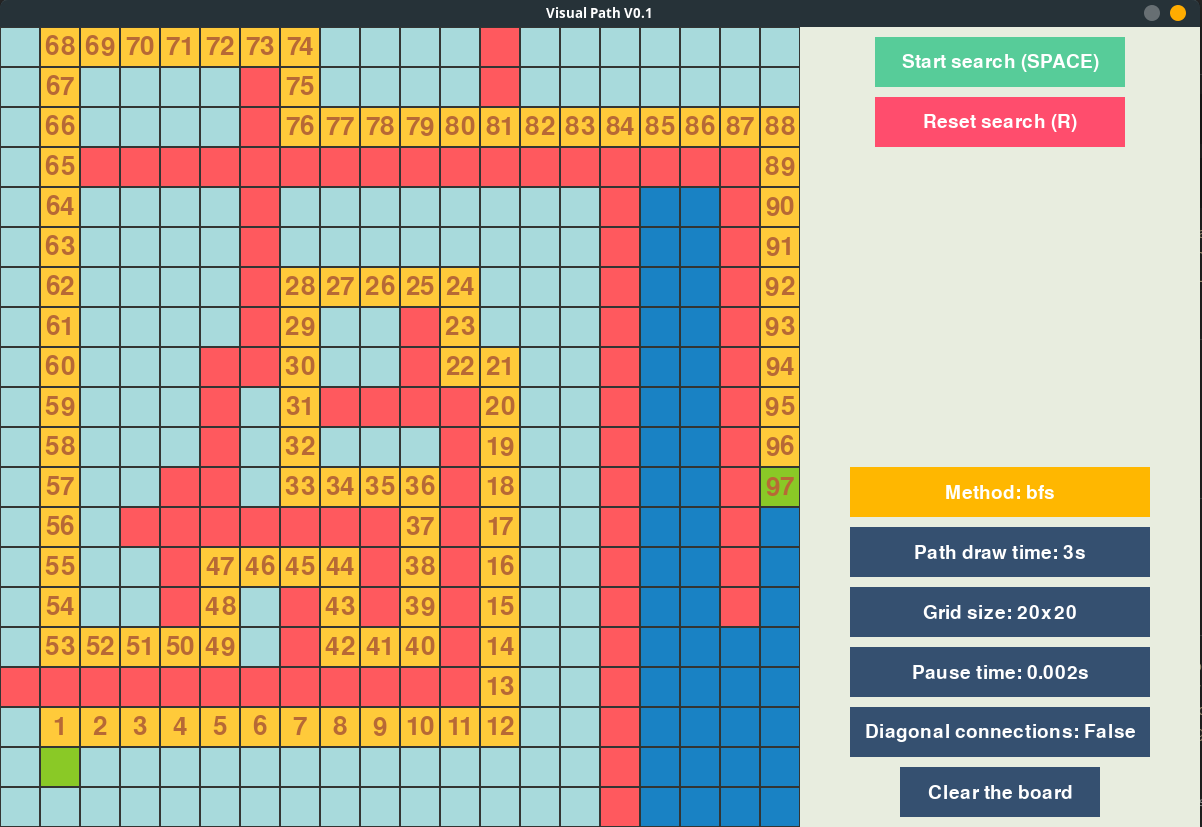 Visual Path V0.1
68 69 70 71 72 73 74
Start search (SPACE)
67 75
66 76 77 78 79 80 81 82 83 84 85 86 87 88
Reset search (R)
65 89
64 90
63 91
62 28 27 26 25 24 92
61 29 23 93
60 30 22 21 94
59 31 20 95
58 32 19 96
57 33 34 35 36 18 97
Method: bfs
56 37 17
Path draw time: 3s
55 47 46 45 44 38 16
54 48 43 39 15
Grid size: 20x20
53 52 51 50 49 42 41 40 14
13
Pause time: 0.002s
1 2 3 4 5 6 7 8 9 10 11 12
Diagonal connections: False
Clear the board